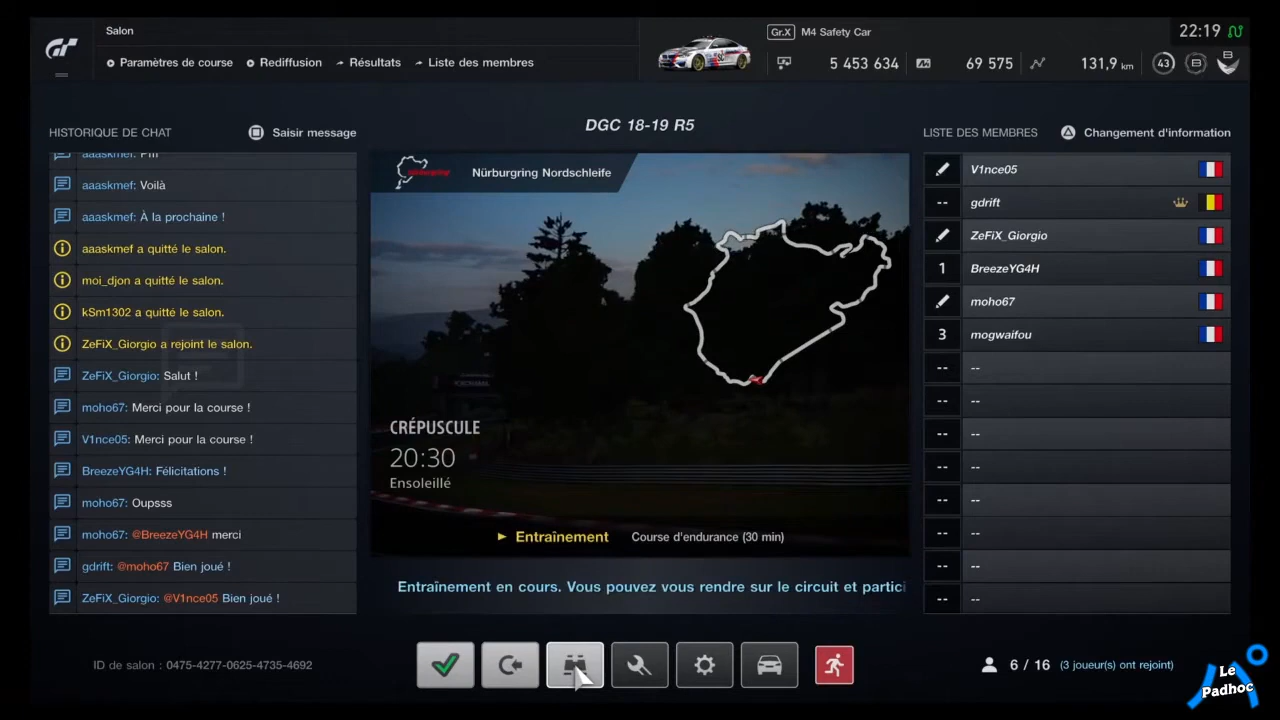 Salon
Paramètres de course
Rediffusion
Résultats
Liste des membres
Gr.X
M4 Safety Car
22:19
5 453 634
69 575
131,9 km
43
B
B
HISTORIQUE DE CHAT
Saisir message
DGC 18-19 R5
LISTE DES MEMBRES
Changement d'information
aaaskmef:
aaaskmef: Voilà
aaaskmef: À la prochaine !
aaaskmef a quitté le salon.
moi_djon a quitté le salon.
kSm1302 a quitté le salon.
ZeFiX_Giorgio a rejoint le salon.
ZeFiX_Giorgio: Salut !
moho67: Merci pour la course !
V1nce05: Merci pour la course !
BreezeYG4H: Félicitations !
moho67: Oupsss
moho67: @BreezeYG4H merci
gdrift: @moho67 Bien joué !
ZeFiX_Giorgio: @V1nce05 Bien joué !
Nürburgring Nordschleife
YOKOHAMA
CRÉPUSCULE
20:30
Ensoleillé
Entraînement
Course d'endurance (30 min)
Entraînement en cours. Vous pouvez vous rendre sur le circuit et partici
V1nce05
-- gdrift
ZeFiX_Giorgio
1 BreezeYG4H
moho67
3 mogwaifou
-- --
-- --
-- --
-- --
-- --
-- --
-- --
-- --
ID de salon : 0475-4277-0625-4735-4692
6 / 16 (3 joueur(s) ont rejoint)
Le
Padhoc